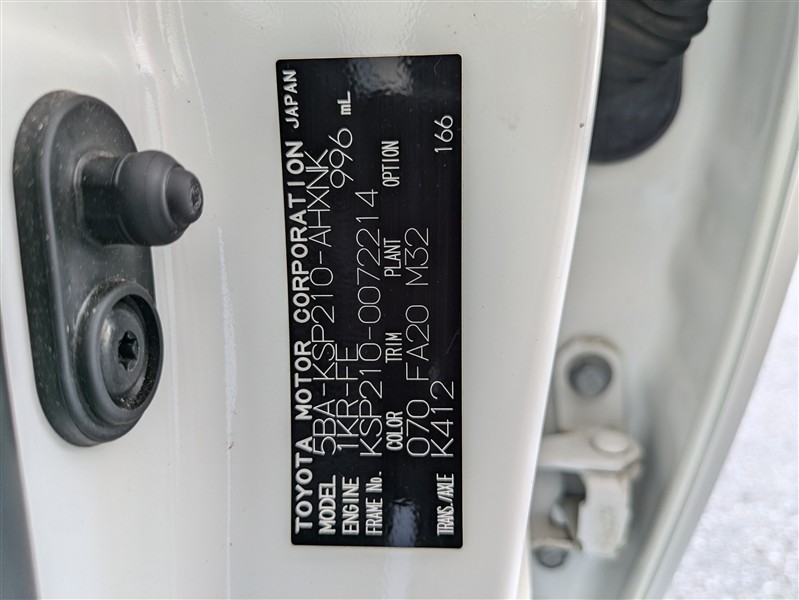 TOYOTA MOTOR CORPORATION JAPAN
MODEL 5BA-KSP210-AHXNK
ENGINE 1KR-FE 996 mL
FRAME No. KSP210-0072214
COLOR TRIM PLANT OPTION
070 FA20 M32
TRANS./AXLE K412 166